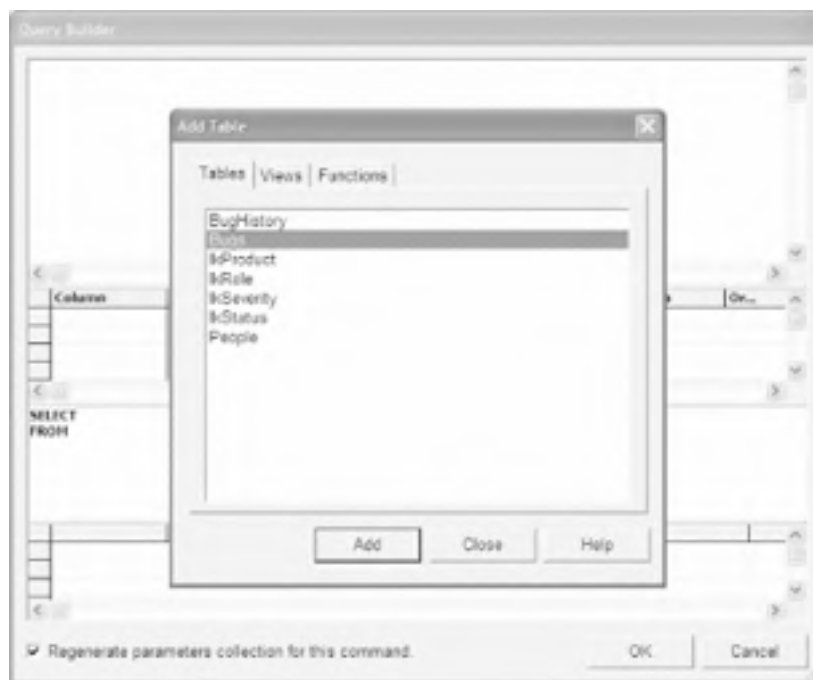 Query Builder
Add Table
Tables Views Functions
BugHistory
Bugs
lkProduct
lkRole
lkSeverity
lkStatus
People
Column Or...
SELECT
FROM
Add Close Help
Regenerate parameters collection for this command.
OK Cancel